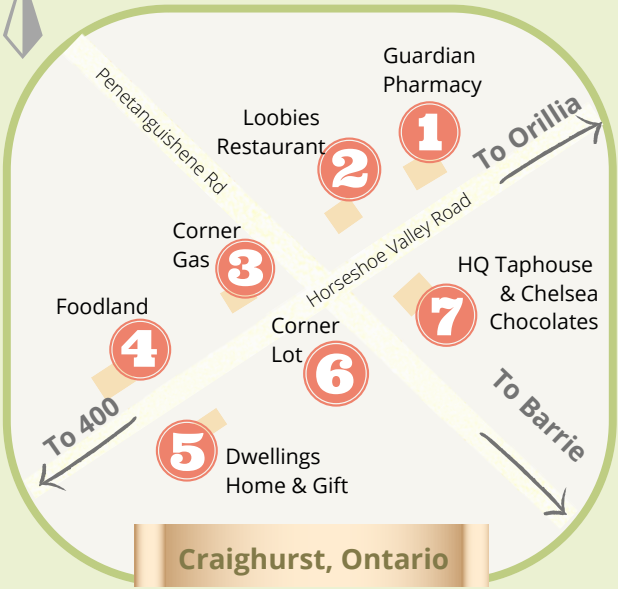 Guardian
Pharmacy
1
To Orillia
Penetanguishene Rd
Loobies
Restaurant
2
Horseshoe Valley Road
Corner
Gas
3
HQ Taphouse
& Chelsea
Chocolates
7
Foodland
4
Corner
Lot
6
To 400
To Barrie
5
Dwellings
Home & Gift
Craighurst, Ontario